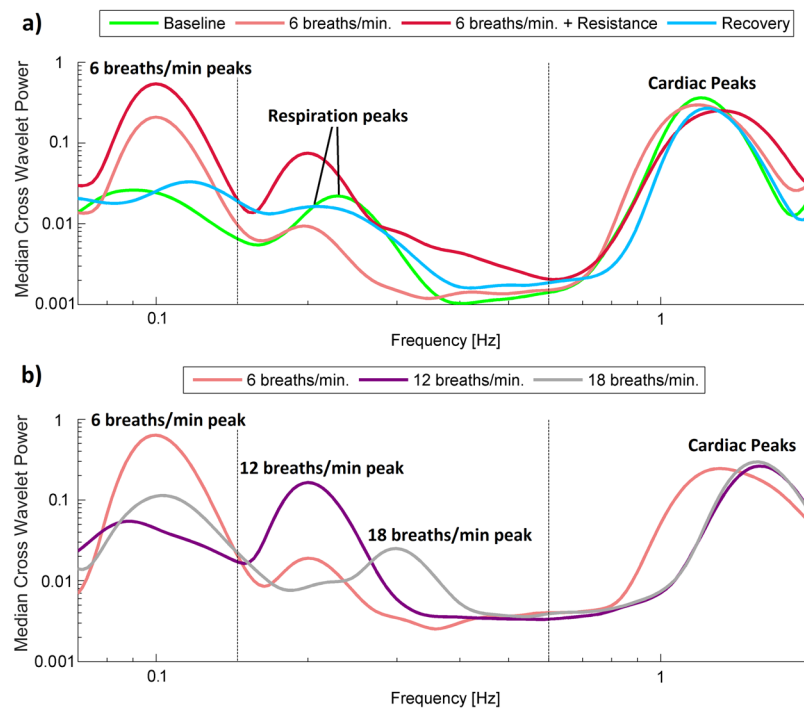 a)
Baseline 6 breaths/min. 6 breaths/min. + Resistance Recovery
6 breaths/min peaks
Respiration peaks
Cardiac Peaks
Median Cross Wavelet Power
1
0.1
0.01
0.001
0.1 1
Frequency [Hz]
b)
6 breaths/min. 12 breaths/min. 18 breaths/min.
6 breaths/min peak
12 breaths/min peak
18 breaths/min peak
Cardiac Peaks
Median Cross Wavelet Power
1
0.1
0.01
0.001
0.1 1
Frequency [Hz]